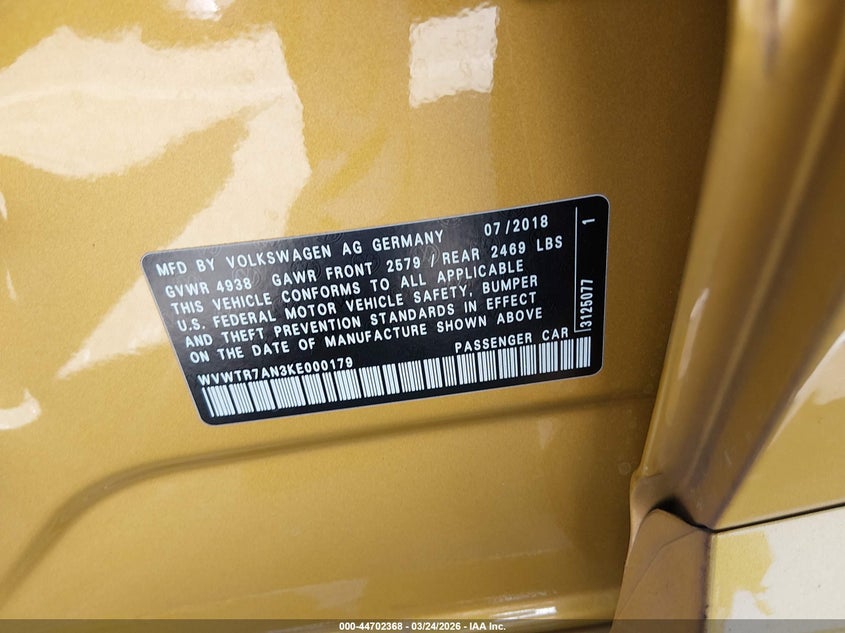 MFD BY VOLKSWAGEN AG GERMANY 07/2018
GVWR 4938 GAWR FRONT 2579 / REAR 2469 LBS
THIS VEHICLE CONFORMS TO ALL APPLICABLE
U.S. FEDERAL MOTOR VEHICLE SAFETY, BUMPER
AND THEFT PREVENTION STANDARDS IN EFFECT
ON THE DATE OF MANUFACTURE SHOWN ABOVE
WVWTR7AN3KE000179 PASSENGER CAR
3125077 1
000-44702368 - 03/24/2026 - IAA Inc.